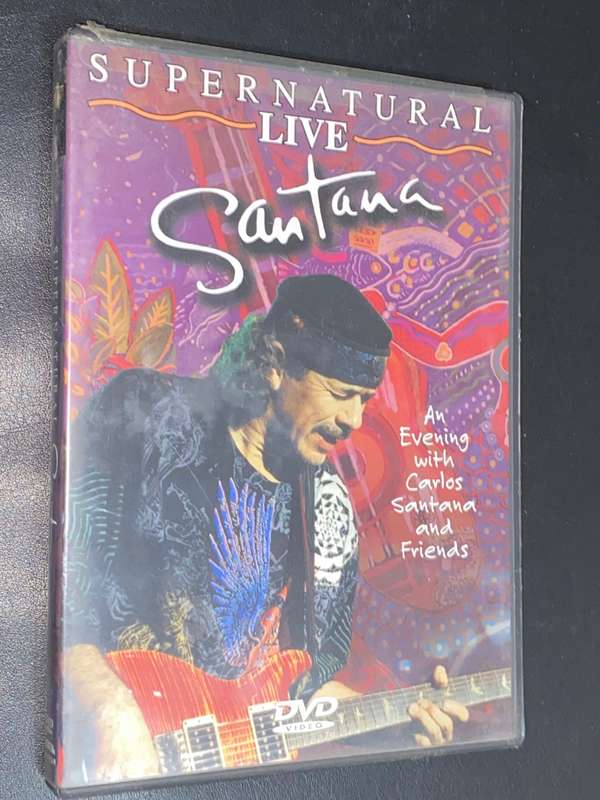 SUPERNATURAL
LIVE
Santana
An
Evening
with
Carlos
Santana
and
Friends
DVD
VIDEO